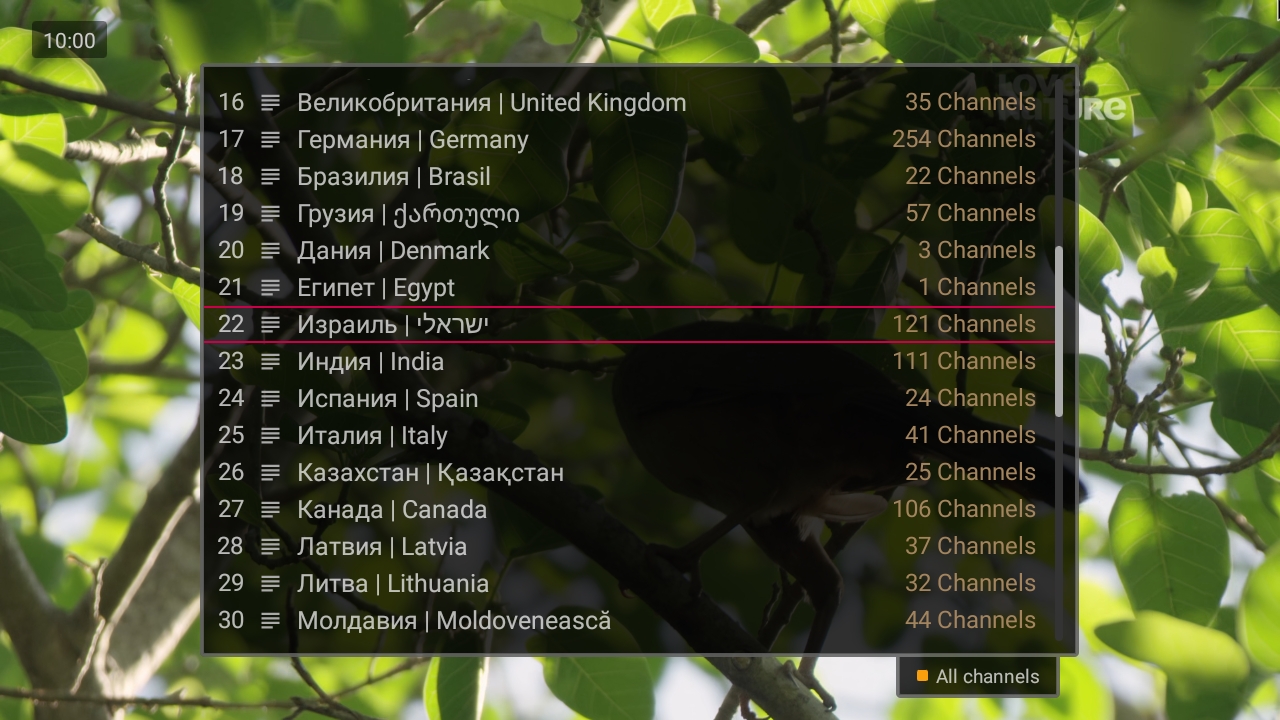 10:00
LOVE
NATURE
16 Великобритания | United Kingdom 35 Channels
17 Германия | Germany 254 Channels
18 Бразилия | Brasil 22 Channels
19 Грузия | ქართული 57 Channels
20 Дания | Denmark 3 Channels
21 Египет | Egypt 1 Channels
22 Израиль | ישראלי 121 Channels
23 Индия | India 111 Channels
24 Испания | Spain 24 Channels
25 Италия | Italy 41 Channels
26 Казахстан | Қазақстан 25 Channels
27 Канада | Canada 106 Channels
28 Латвия | Latvia 37 Channels
29 Литва | Lithuania 32 Channels
30 Молдавия | Moldovenească 44 Channels
All channels